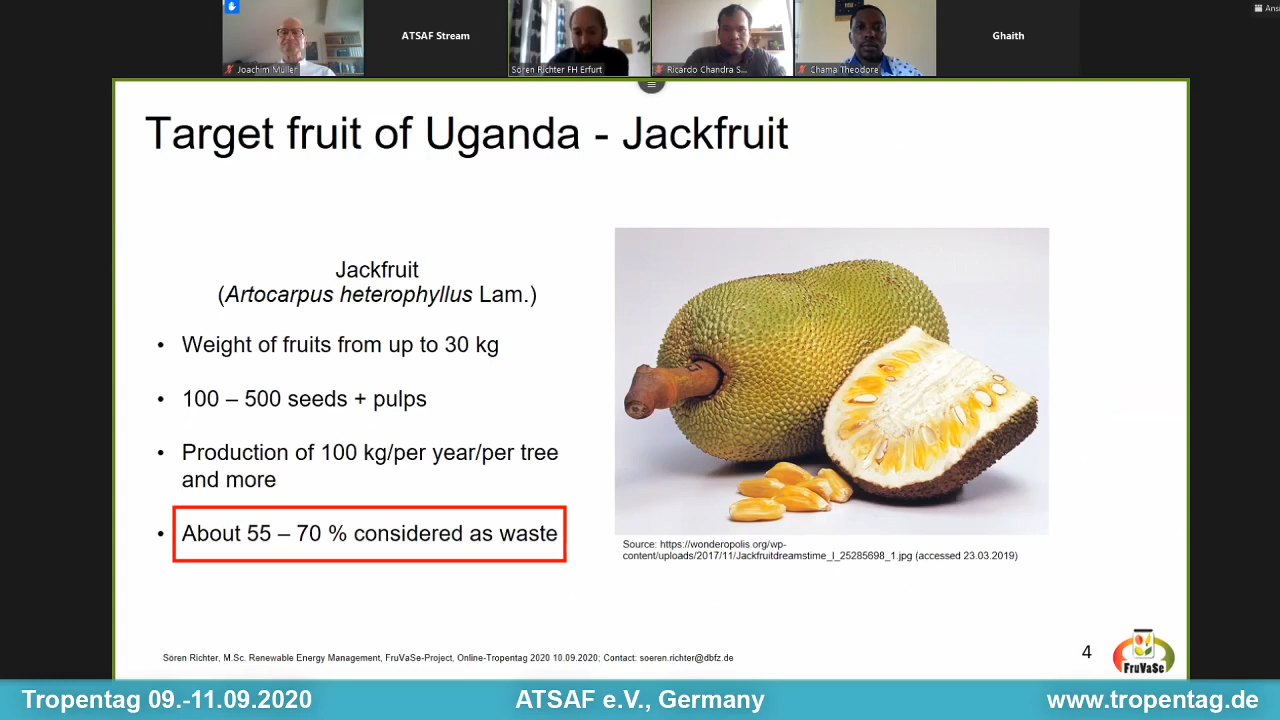 Ans
Joachim Müller
ATSAF Stream
Sören Richter FH Erfurt
Ricardo Chandra S...
Chama Theodore
Ghaith
Target fruit of Uganda - Jackfruit
Jackfruit
(Artocarpus heterophyllus Lam.)
• Weight of fruits from up to 30 kg
• 100 – 500 seeds + pulps
• Production of 100 kg/per year/per tree
and more
• About 55 – 70 % considered as waste
Source: https://wonderopolis.org/wp-
content/uploads/2017/11/Jackfruitdreamstime_l_25285698_1.jpg (accessed 23.03.2019)
Sören Richter, M.Sc. Renewable Energy Management, FruVaSe-Project, Online-Tropentag 2020 10.09.2020; Contact: soeren.richter@dbfz.de
4
FruVaSe
Tropentag 09.-11.09.2020
ATSAF e.V., Germany
www.tropentag.de